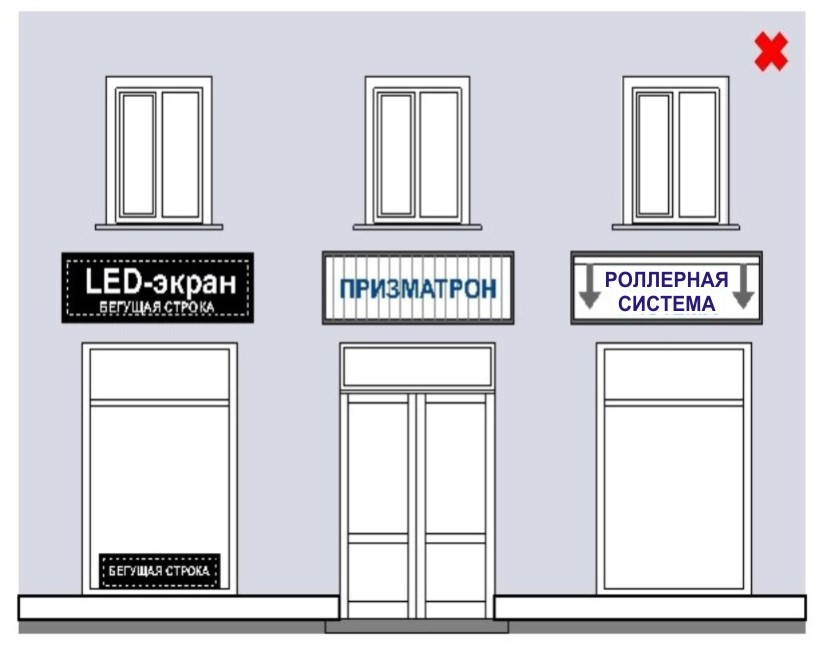 LED-экран
БЕГУЩАЯ СТРОКА
ПРИЗМАТРОН
РОЛЛЕРНАЯ
СИСТЕМА
БЕГУЩАЯ СТРОКА